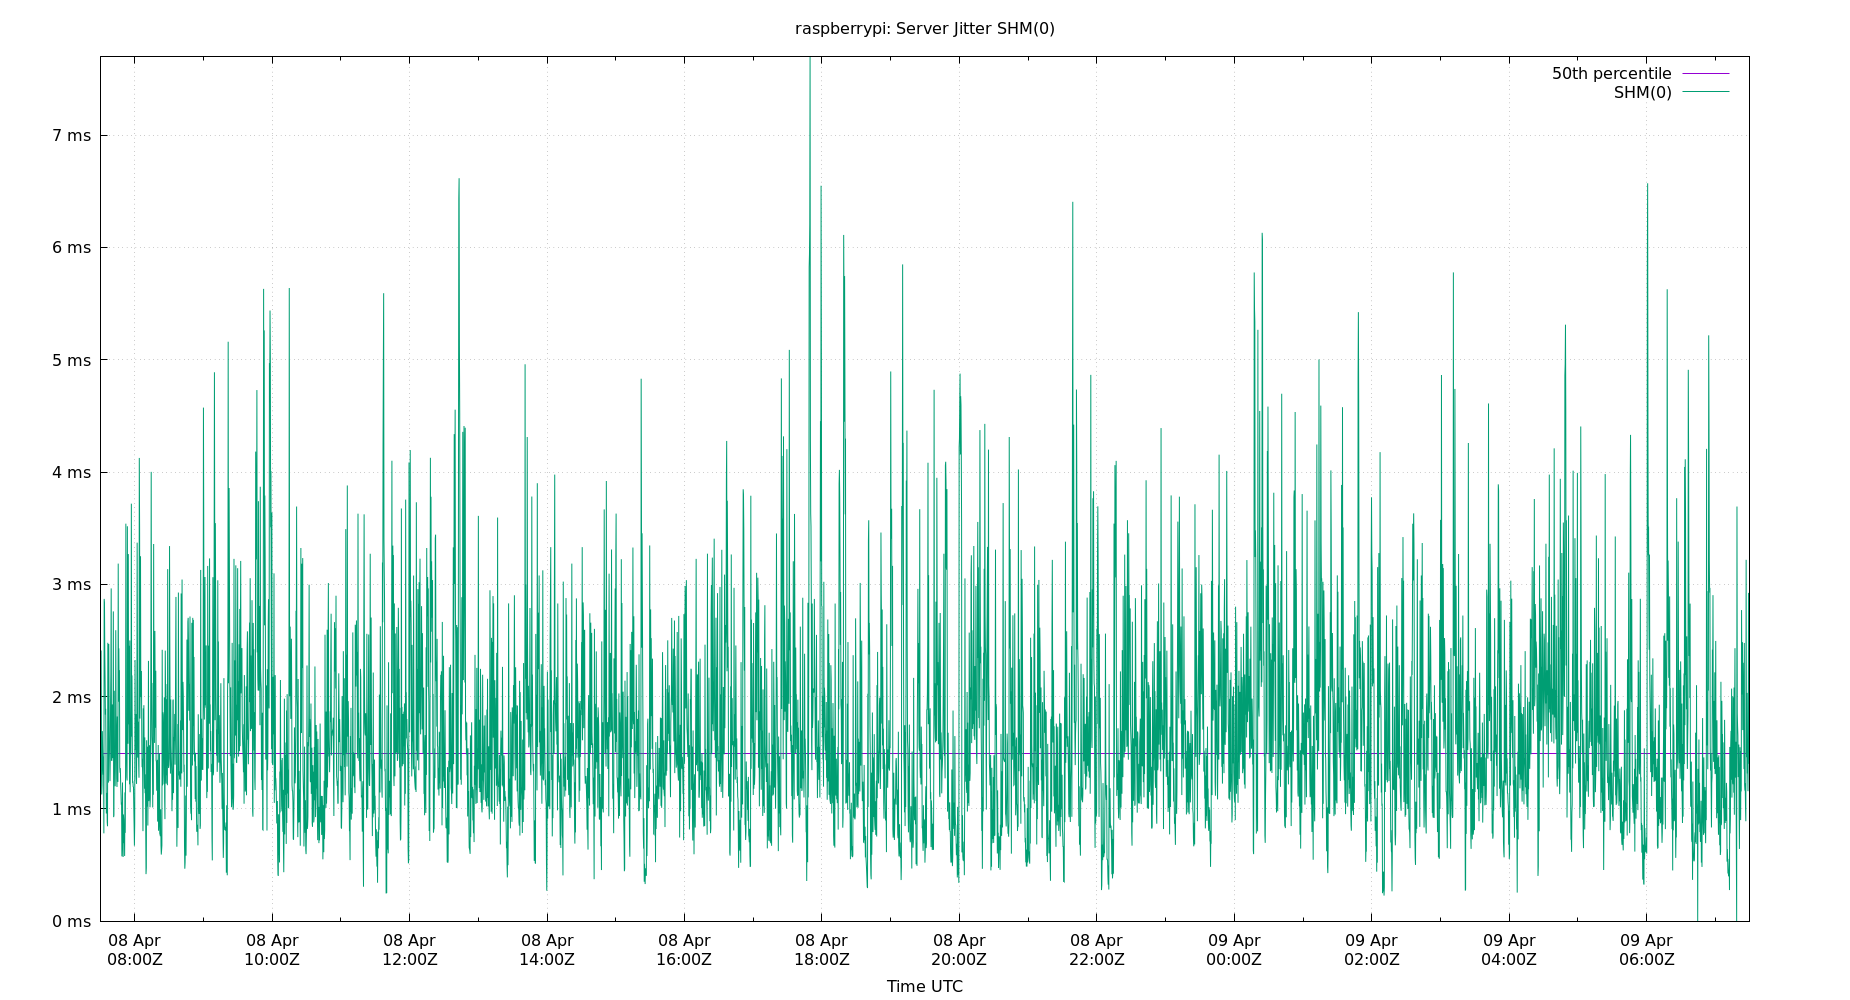 raspberrypi: Server Jitter SHM(0)
50th percentile
SHM(0)
7 ms
6 ms
5 ms
4 ms
3 ms
2 ms
1 ms
0 ms
08 Apr 08 Apr 08 Apr 08 Apr 08 Apr 08 Apr 08 Apr 08 Apr 09 Apr 09 Apr 09 Apr 09 Apr
08:00Z 10:00Z 12:00Z 14:00Z 16:00Z 18:00Z 20:00Z 22:00Z 00:00Z 02:00Z 04:00Z 06:00Z
Time UTC